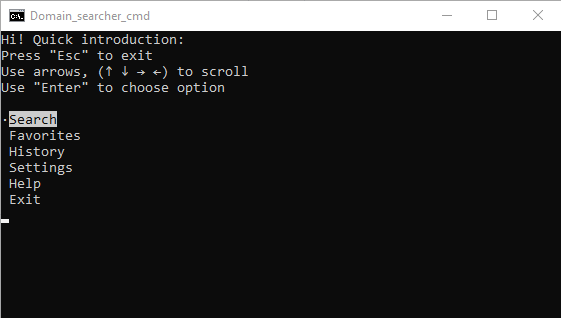 Domain_searcher_cmd
Hi! Quick introduction:
Press "Esc" to exit
Use arrows, (↑ ↓ → ←) to scroll
Use "Enter" to choose option
·Search
Favorites
History
Settings
Help
Exit